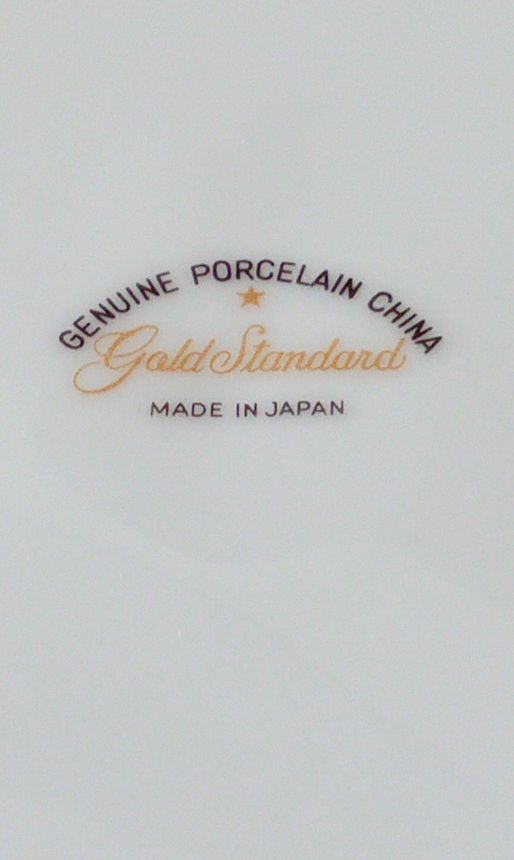 GENUINE PORCELAIN CHINA
Gold Standard
MADE IN JAPAN